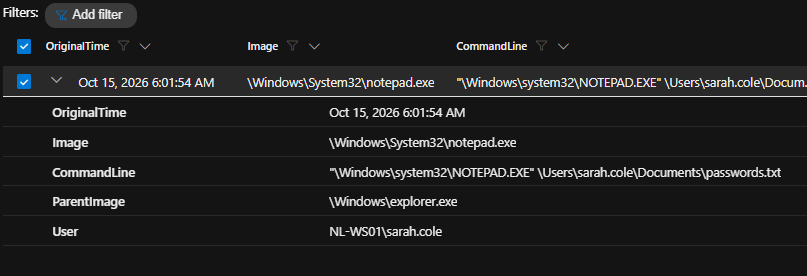 Filters: Add filter
OriginalTime Image CommandLine
Oct 15, 2026 6:01:54 AM \Windows\System32\notepad.exe "\Windows\system32\NOTEPAD.EXE" \Users\sarah.cole\Docum...
OriginalTime Oct 15, 2026 6:01:54 AM
Image \Windows\System32\notepad.exe
CommandLine "\Windows\system32\NOTEPAD.EXE" \Users\sarah.cole\Documents\passwords.txt
ParentImage \Windows\explorer.exe
User NL-WS01\sarah.cole